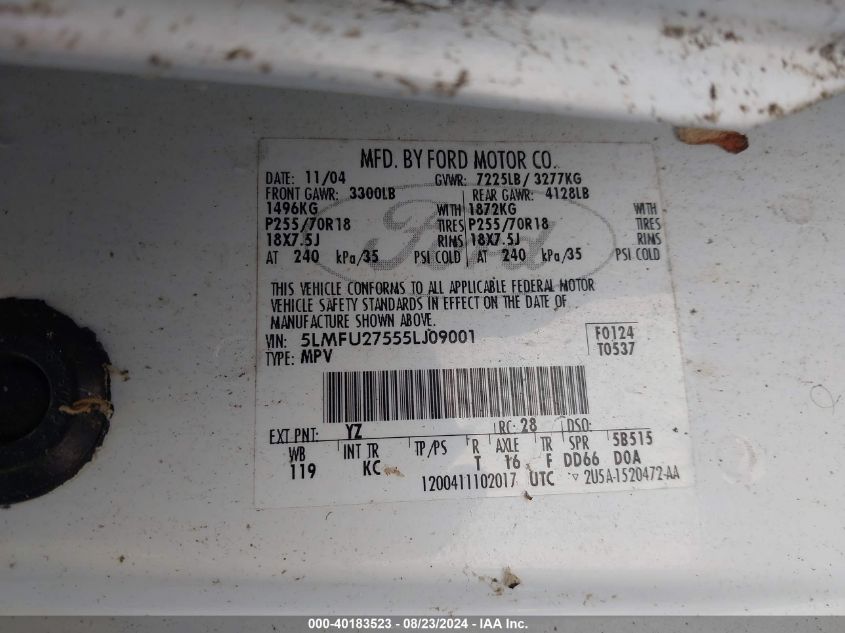 MFD. BY FORD MOTOR CO.
DATE: 11/04 GVWR: 7225LB / 3277KG
FRONT GAWR: 3300LB REAR GAWR: 4128LB
1496KG WITH 1872KG WITH
P255/70R18 TIRES P255/70R18 TIRES
18X7.5J RIMS 18X7.5J RIMS
AT 240 kPa/35 PSI COLD AT 240 kPa/35 PSI COLD
Ford
THIS VEHICLE CONFORMS TO ALL APPLICABLE FEDERAL MOTOR
VEHICLE SAFETY STANDARDS IN EFFECT ON THE DATE OF
MANUFACTURE SHOWN ABOVE.
VIN: 5LMFU27555LJ09001 F0124
TYPE: MPV T0537
EXT PNT: YZ RC: 28 DSO:
WB INT TR TP/PS R AXLE TR SPR 5B515
119 KC T 16 F DD66 DOA
1200411102017 UTC ▽ 2U5A-1520472-AA
000-40183523 - 08/23/2024 - IAA Inc.